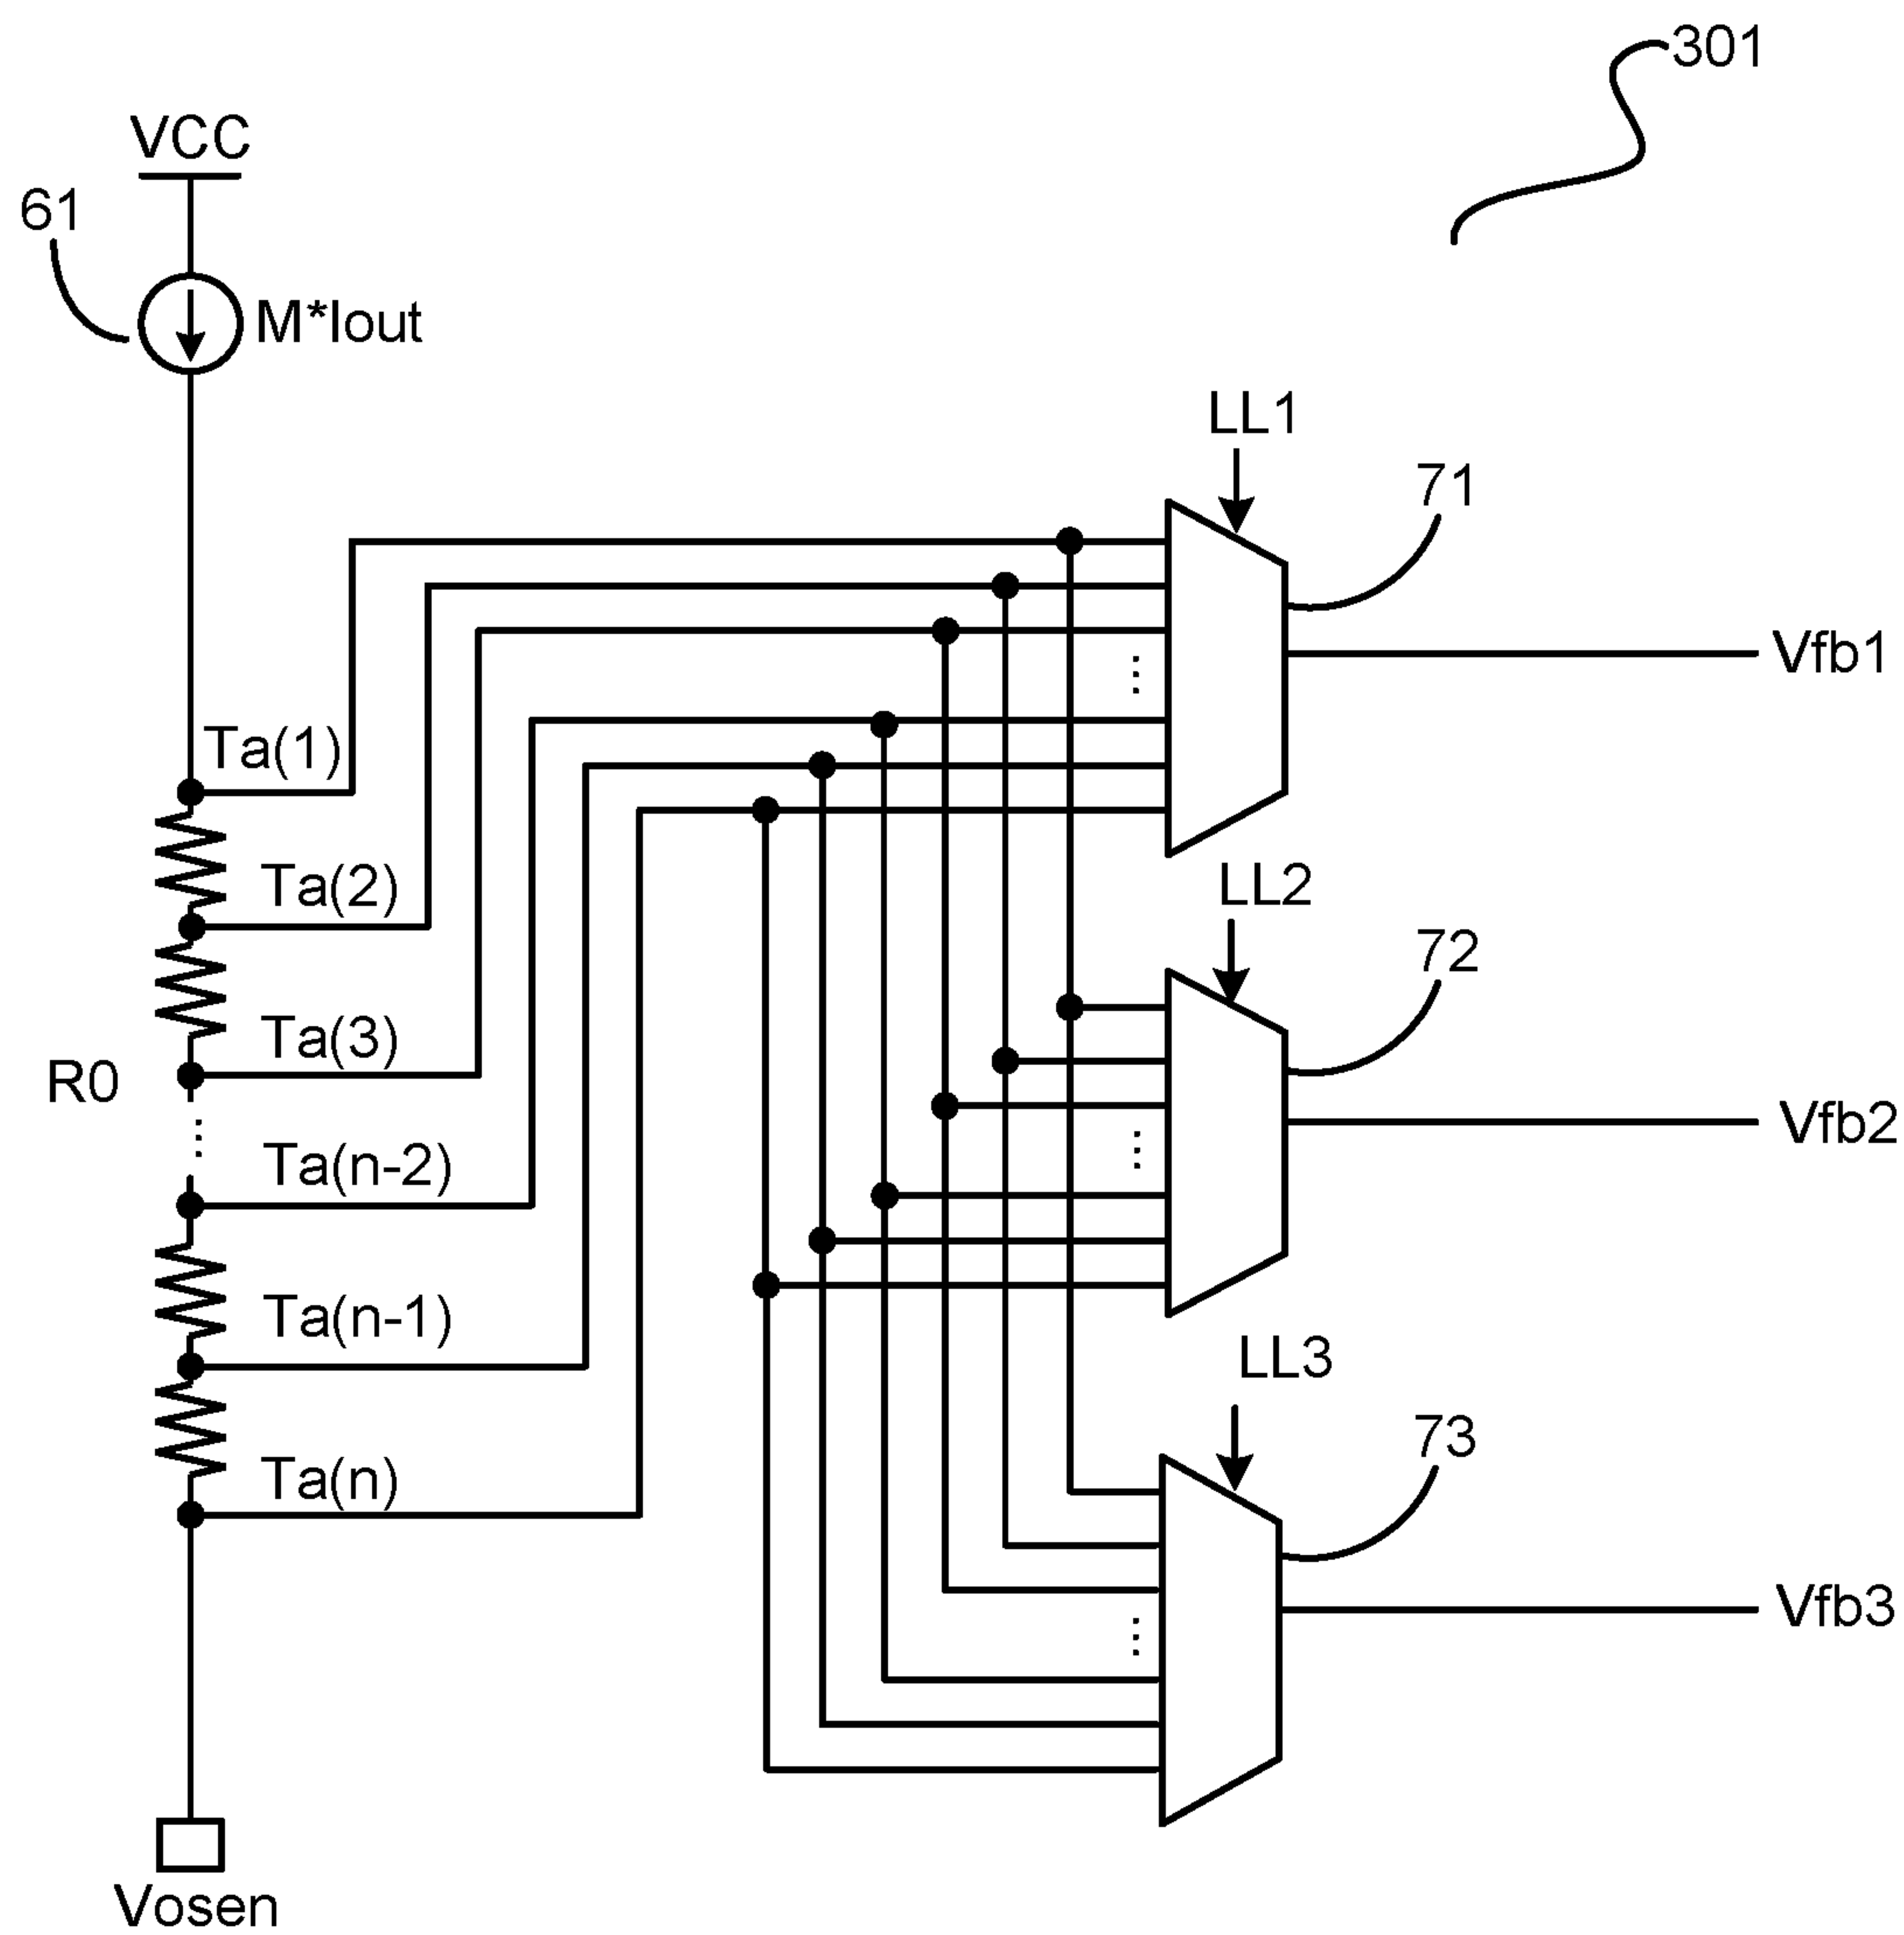 301
VCC
61
M*Iout
LL1
71
Vfb1
Ta(1)
LL2
Ta(2)
72
Ta(3)
R0
Vfb2
Ta(n-2)
Ta(n-1)
LL3
73
Ta(n)
Vfb3
Vosen